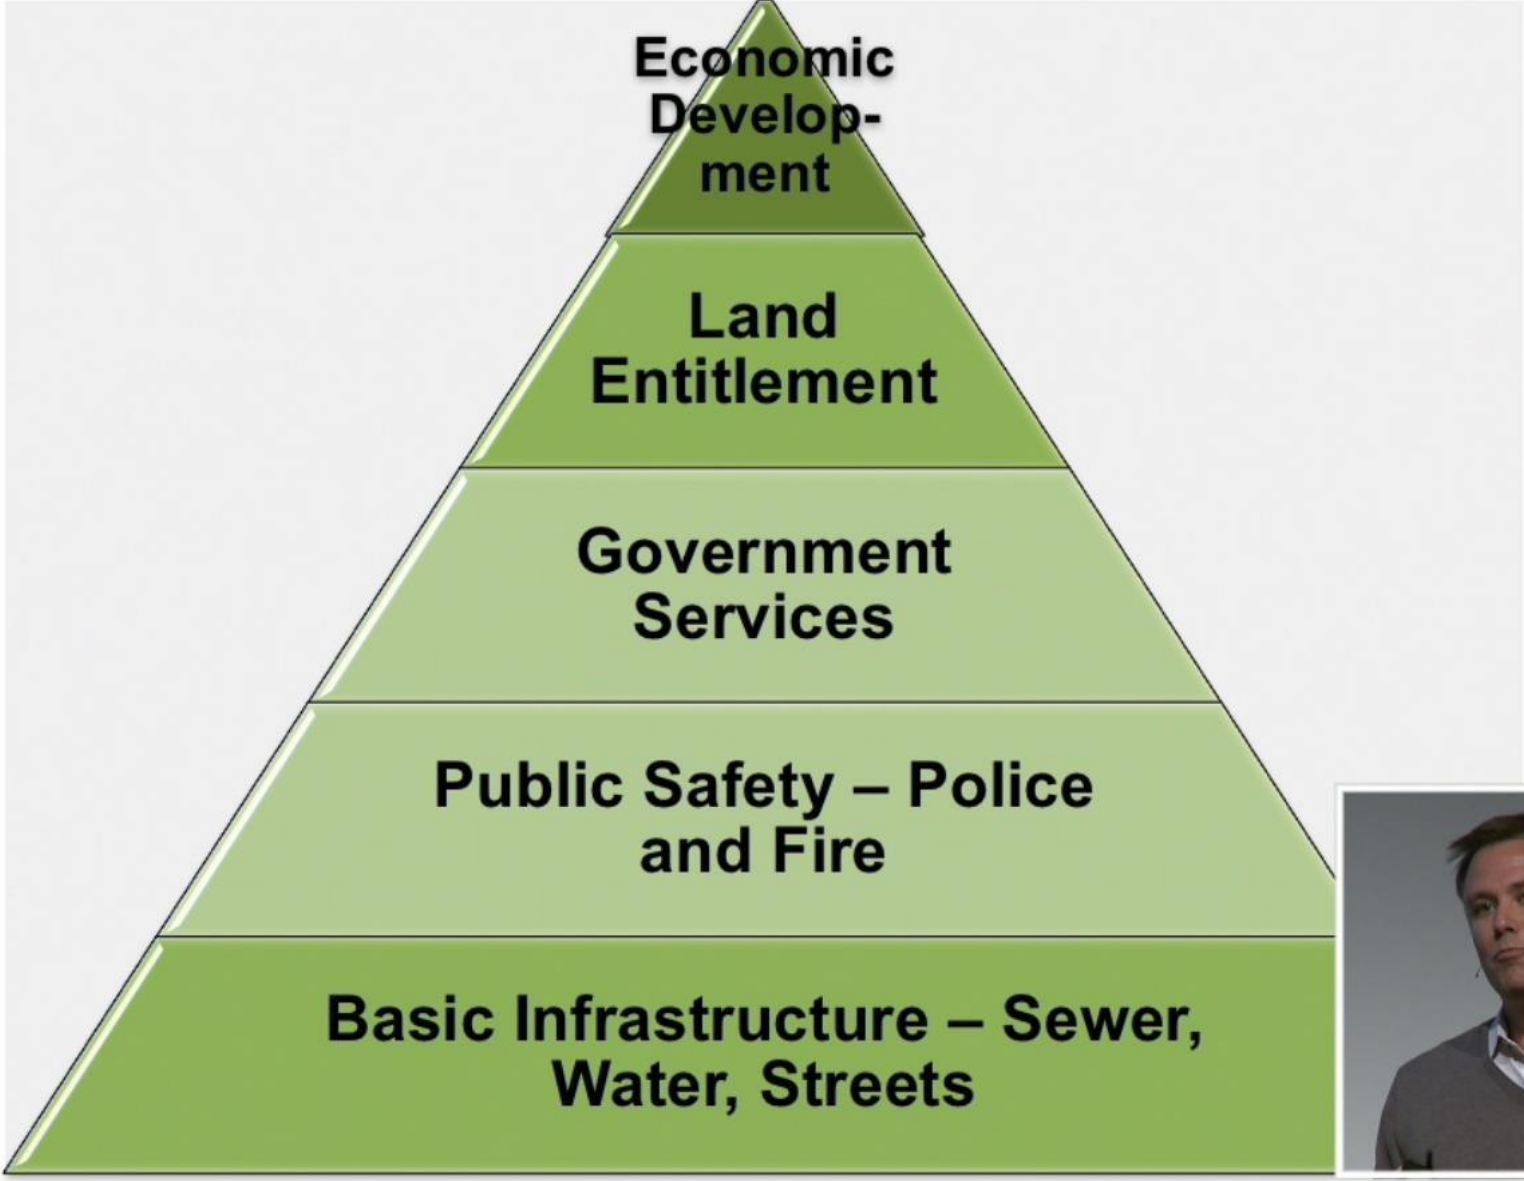 Economic
Develop-
ment
Land
Entitlement
Government
Services
Public Safety – Police
and Fire
Basic Infrastructure – Sewer,
Water, Streets